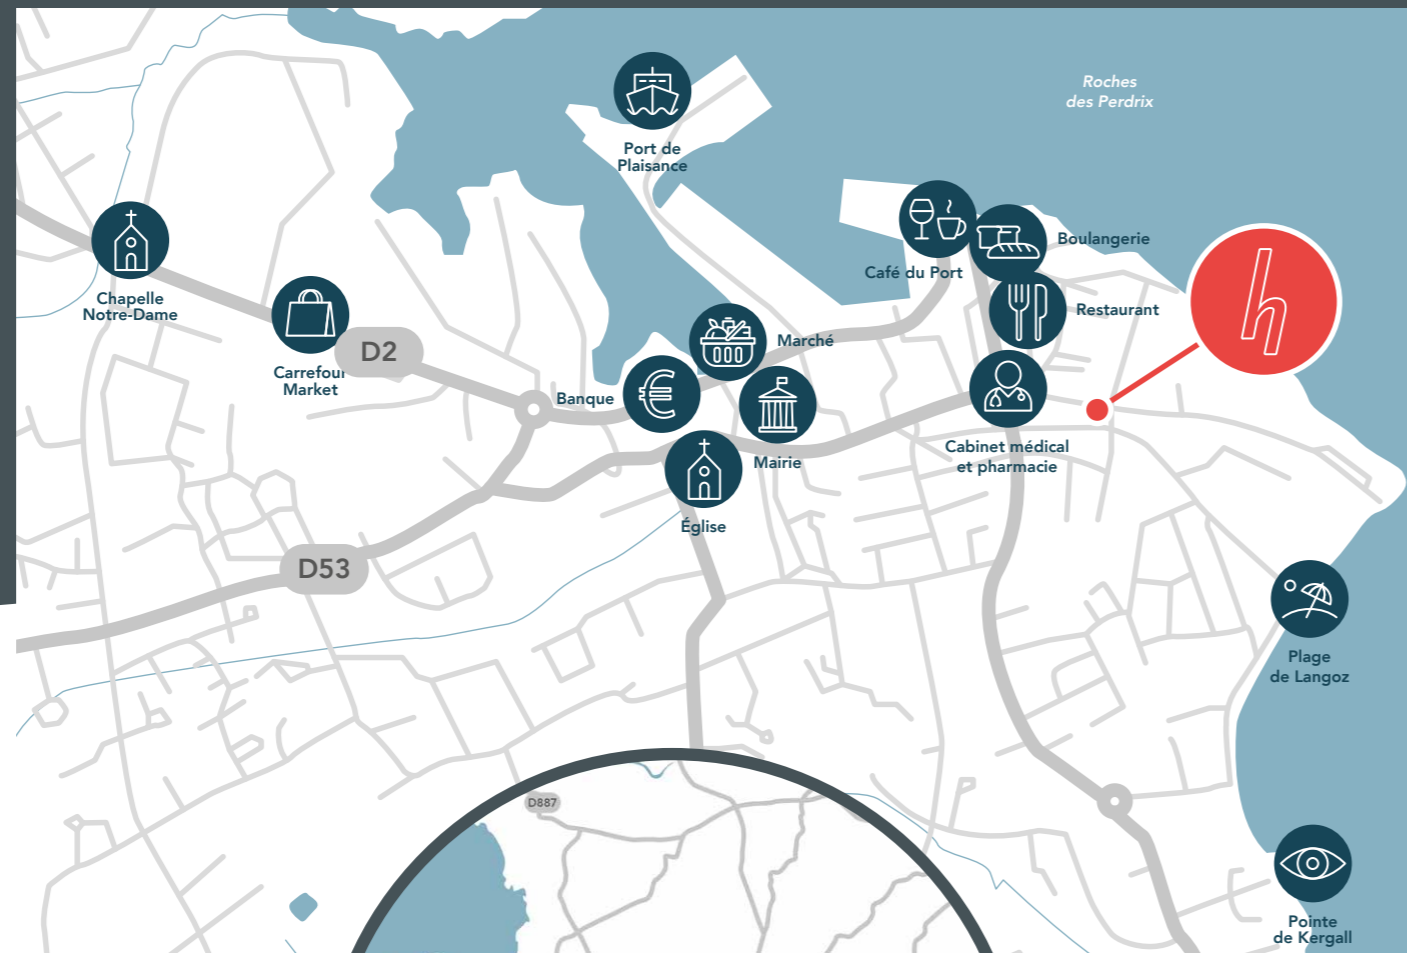 Roches
des Perdrix
Port de
Plaisance
Boulangerie
Café du Port
h
Chapelle
Notre-Dame
Restaurant
Marché
D2
Carrefour
Market
Banque
€
Cabinet médical
et pharmacie
Mairie
Église
D53
Plage
de Langoz
D887
Pointe
de Kergall